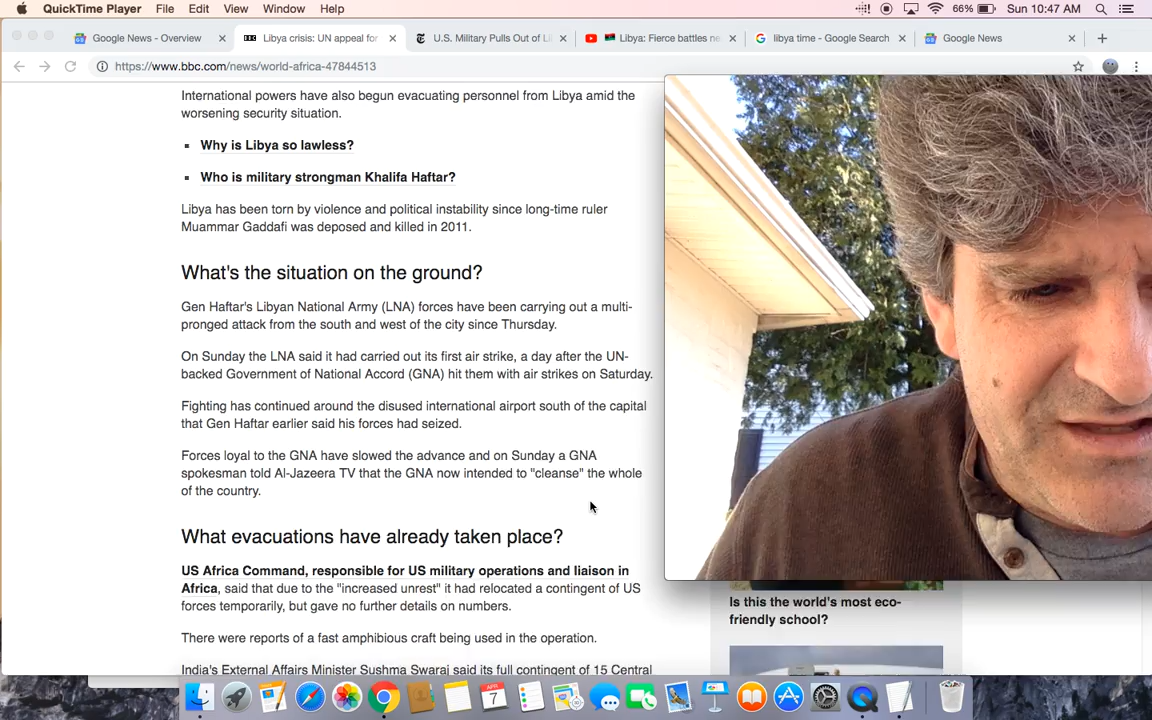 QuickTime Player File Edit View Window Help 66% Sun 10:47 AM
Google News - Overview Libya crisis: UN appeal for U.S. Military Pulls Out of Li Libya: Fierce battles ne libya time - Google Search Google News
https://www.bbc.com/news/world-africa-47844513
International powers have also begun evacuating personnel from Libya amid the
worsening security situation.
Why is Libya so lawless?
Who is military strongman Khalifa Haftar?
Libya has been torn by violence and political instability since long-time ruler
Muammar Gaddafi was deposed and killed in 2011.
What's the situation on the ground?
Gen Haftar's Libyan National Army (LNA) forces have been carrying out a multi-
pronged attack from the south and west of the city since Thursday.
On Sunday the LNA said it had carried out its first air strike, a day after the UN-
backed Government of National Accord (GNA) hit them with air strikes on Saturday.
Fighting has continued around the disused international airport south of the capital
that Gen Haftar earlier said his forces had seized.
Forces loyal to the GNA have slowed the advance and on Sunday a GNA
spokesman told Al-Jazeera TV that the GNA now intended to "cleanse" the whole
of the country.
What evacuations have already taken place?
US Africa Command, responsible for US military operations and liaison in
Africa, said that due to the "increased unrest" it had relocated a contingent of US
forces temporarily, but gave no further details on numbers.
There were reports of a fast amphibious craft being used in the operation.
India's External Affairs Minister Sushma Swaraj said its full contingent of 15 Central
Is this the world's most eco-
friendly school?
APR
7